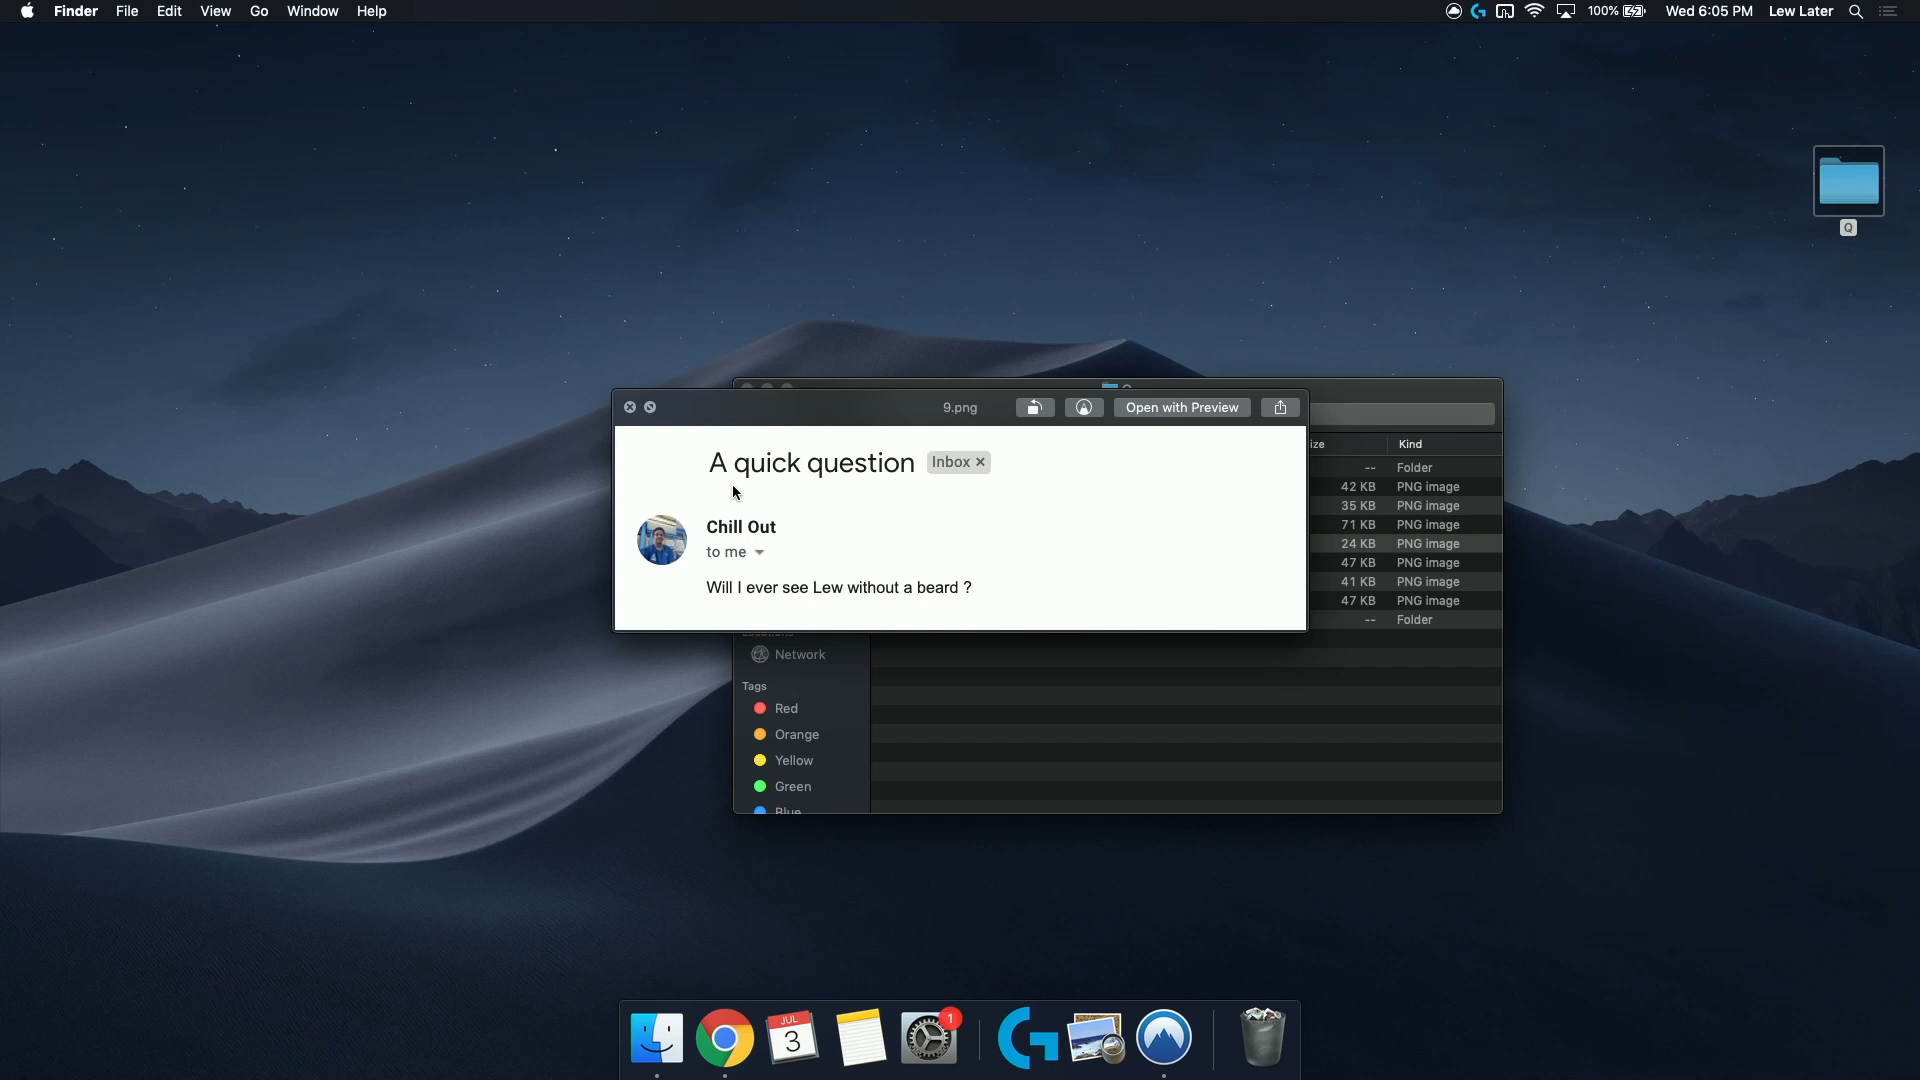 Finder File Edit View Go Window Help
100% Wed 6:05 PM Lew Later
Q
9.png Open with Preview
A quick question Inbox ×
Chill Out
to me
Will I ever see Lew without a beard ?
Kind
-- Folder
42 KB PNG image
35 KB PNG image
71 KB PNG image
24 KB PNG image
47 KB PNG image
41 KB PNG image
47 KB PNG image
-- Folder
Network
Tags
Red
Orange
Yellow
Green
Blue
JUL
3
1